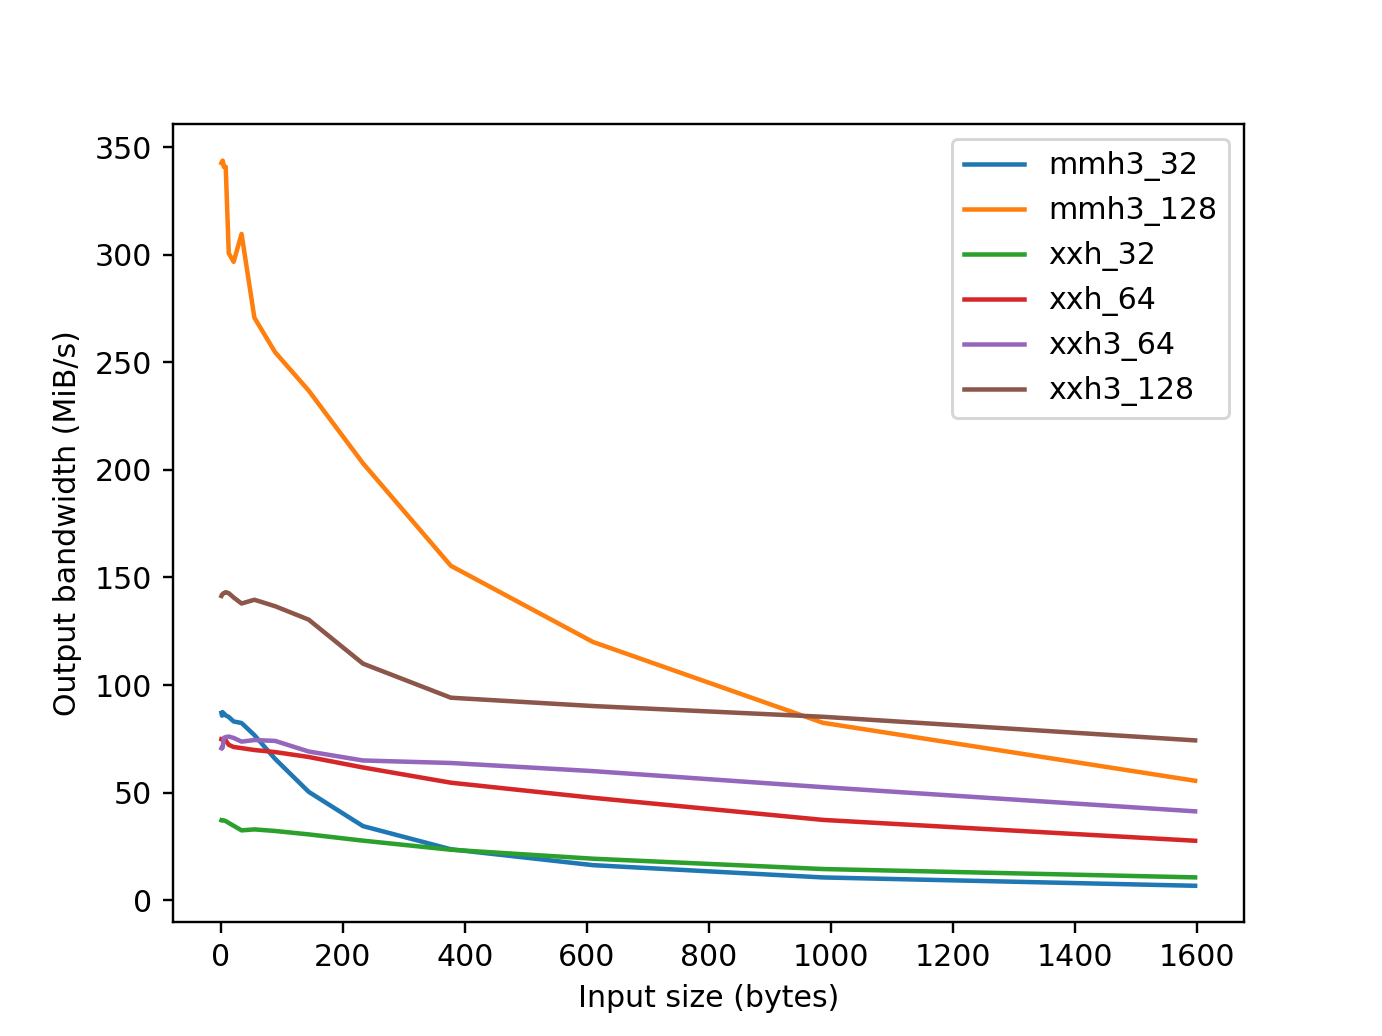 350
300
250
200
150
100
50
0
Output bandwidth (MiB/s)
mmh3_32
mmh3_128
xxh_32
xxh_64
xxh3_64
xxh3_128
0 200 400 600 800 1000 1200 1400 1600
Input size (bytes)